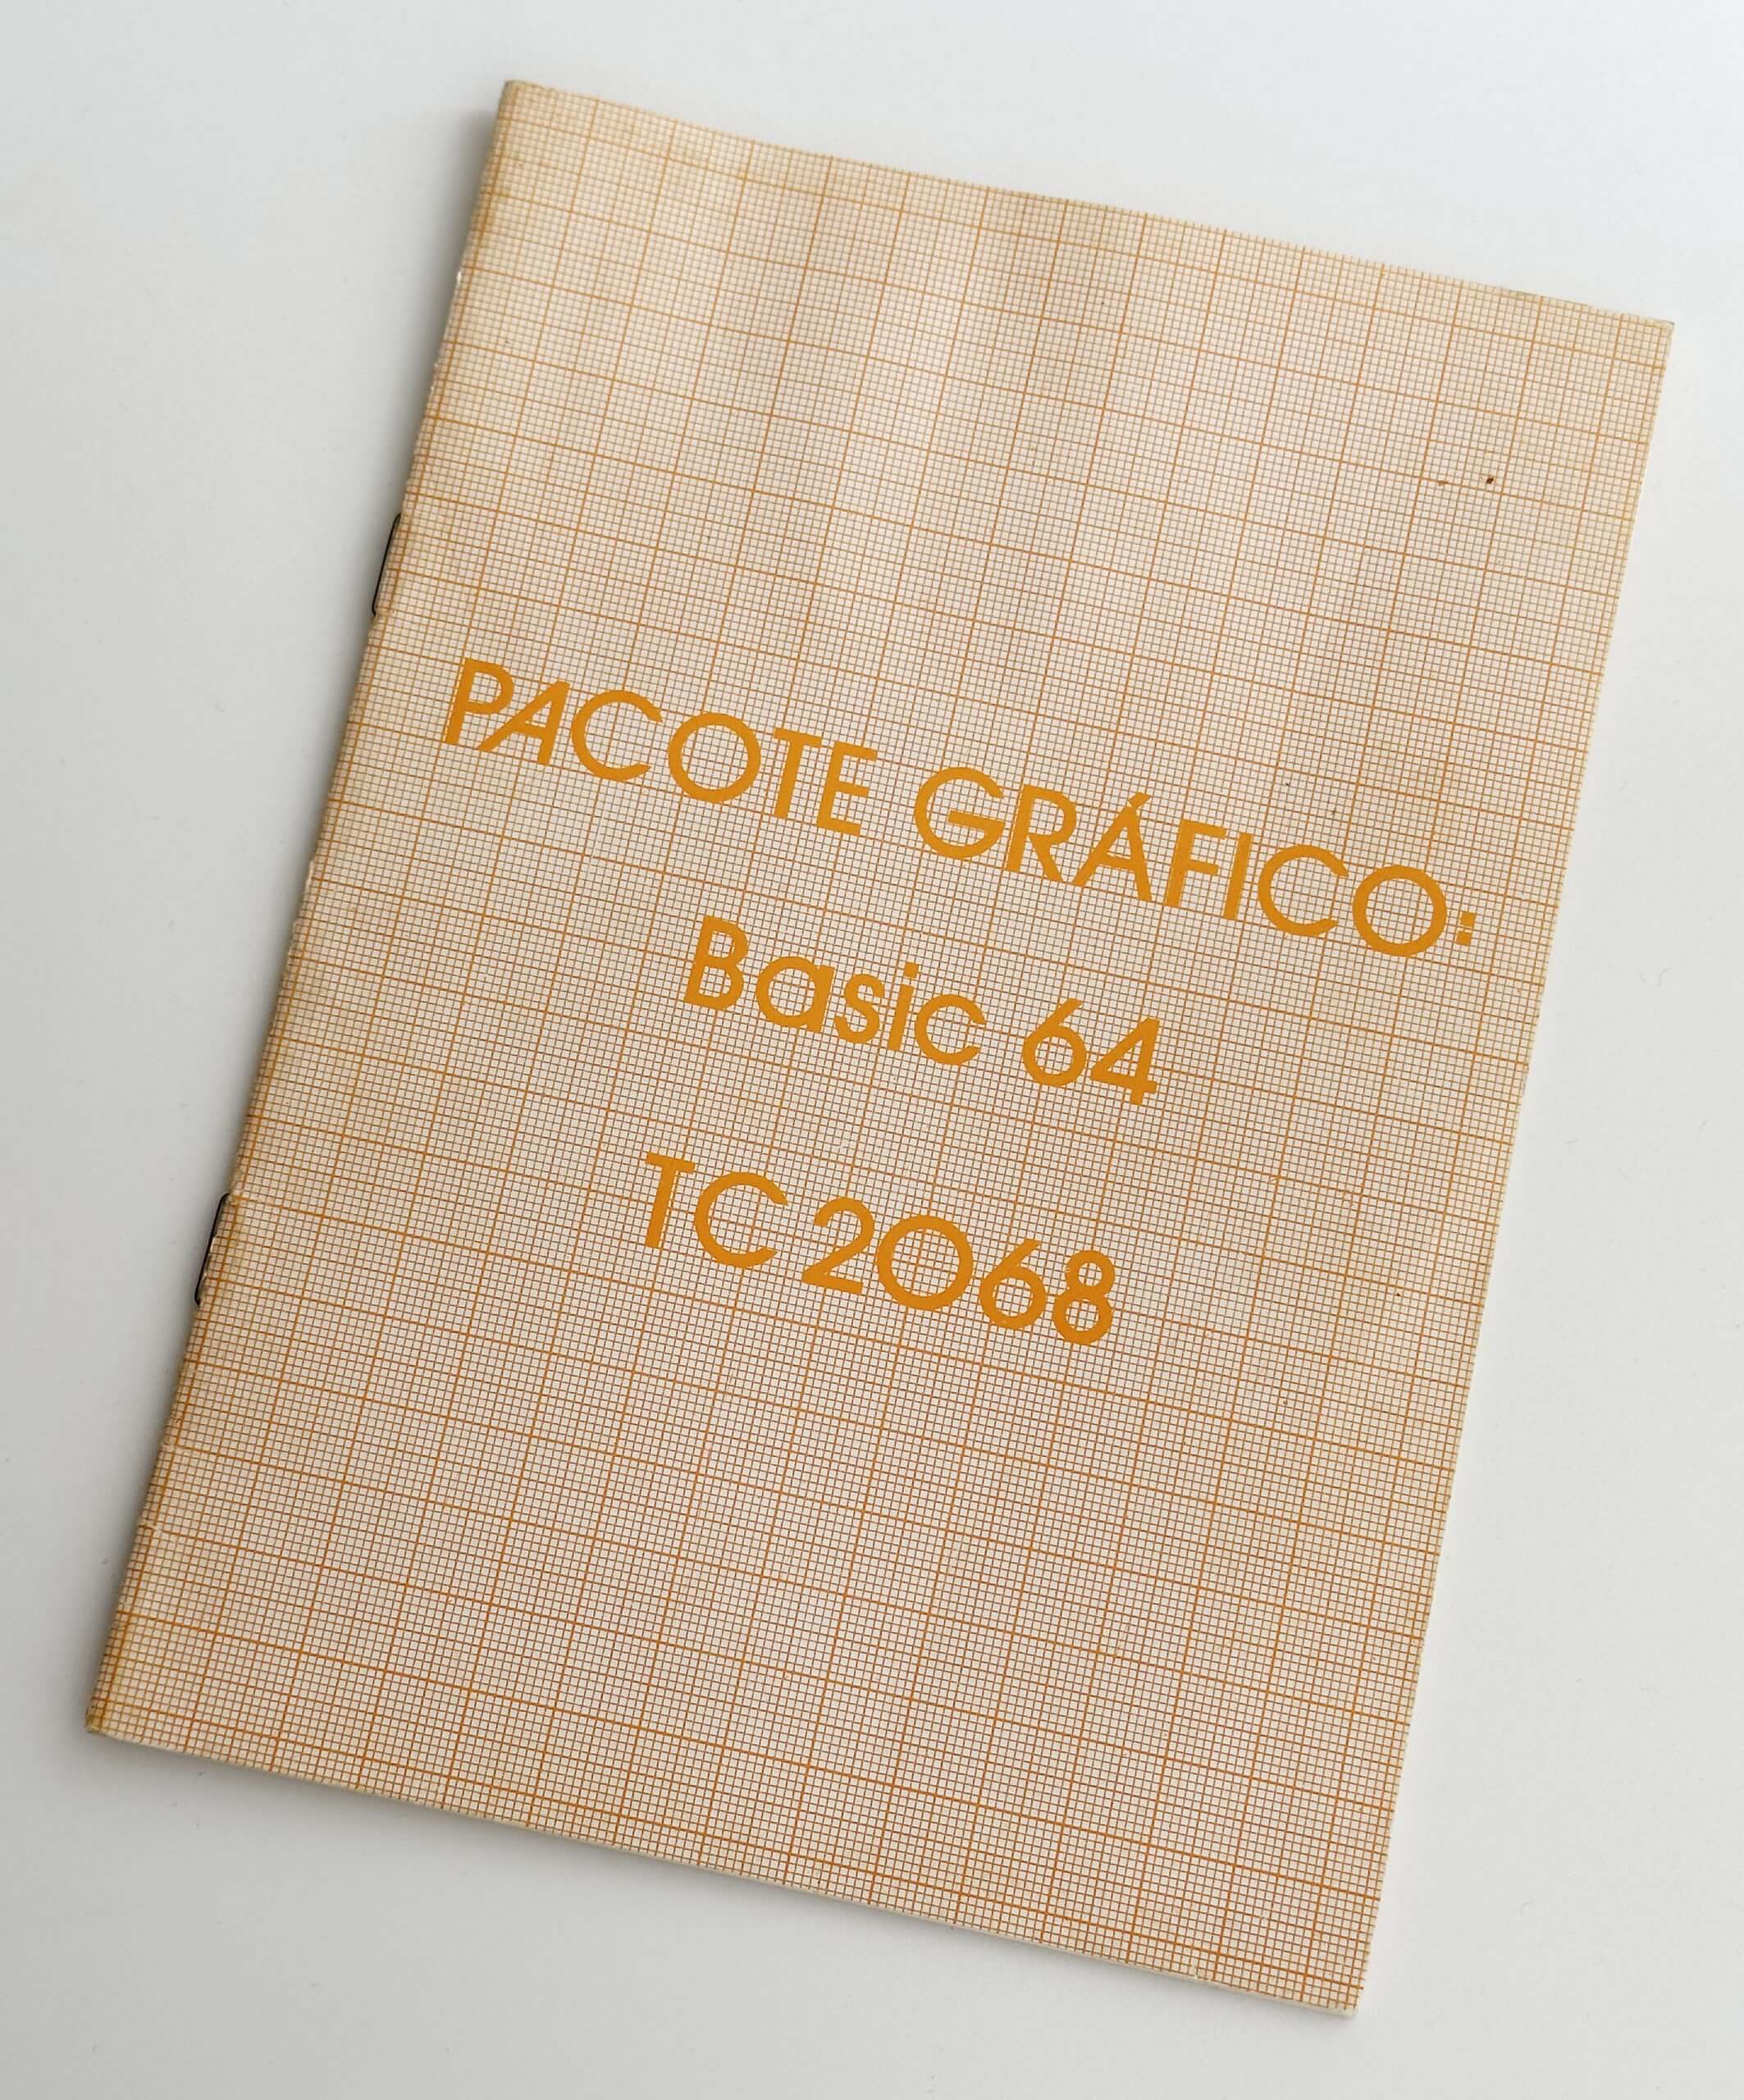 PACOTE GRÁFICO:
Basic 64
TC 2068